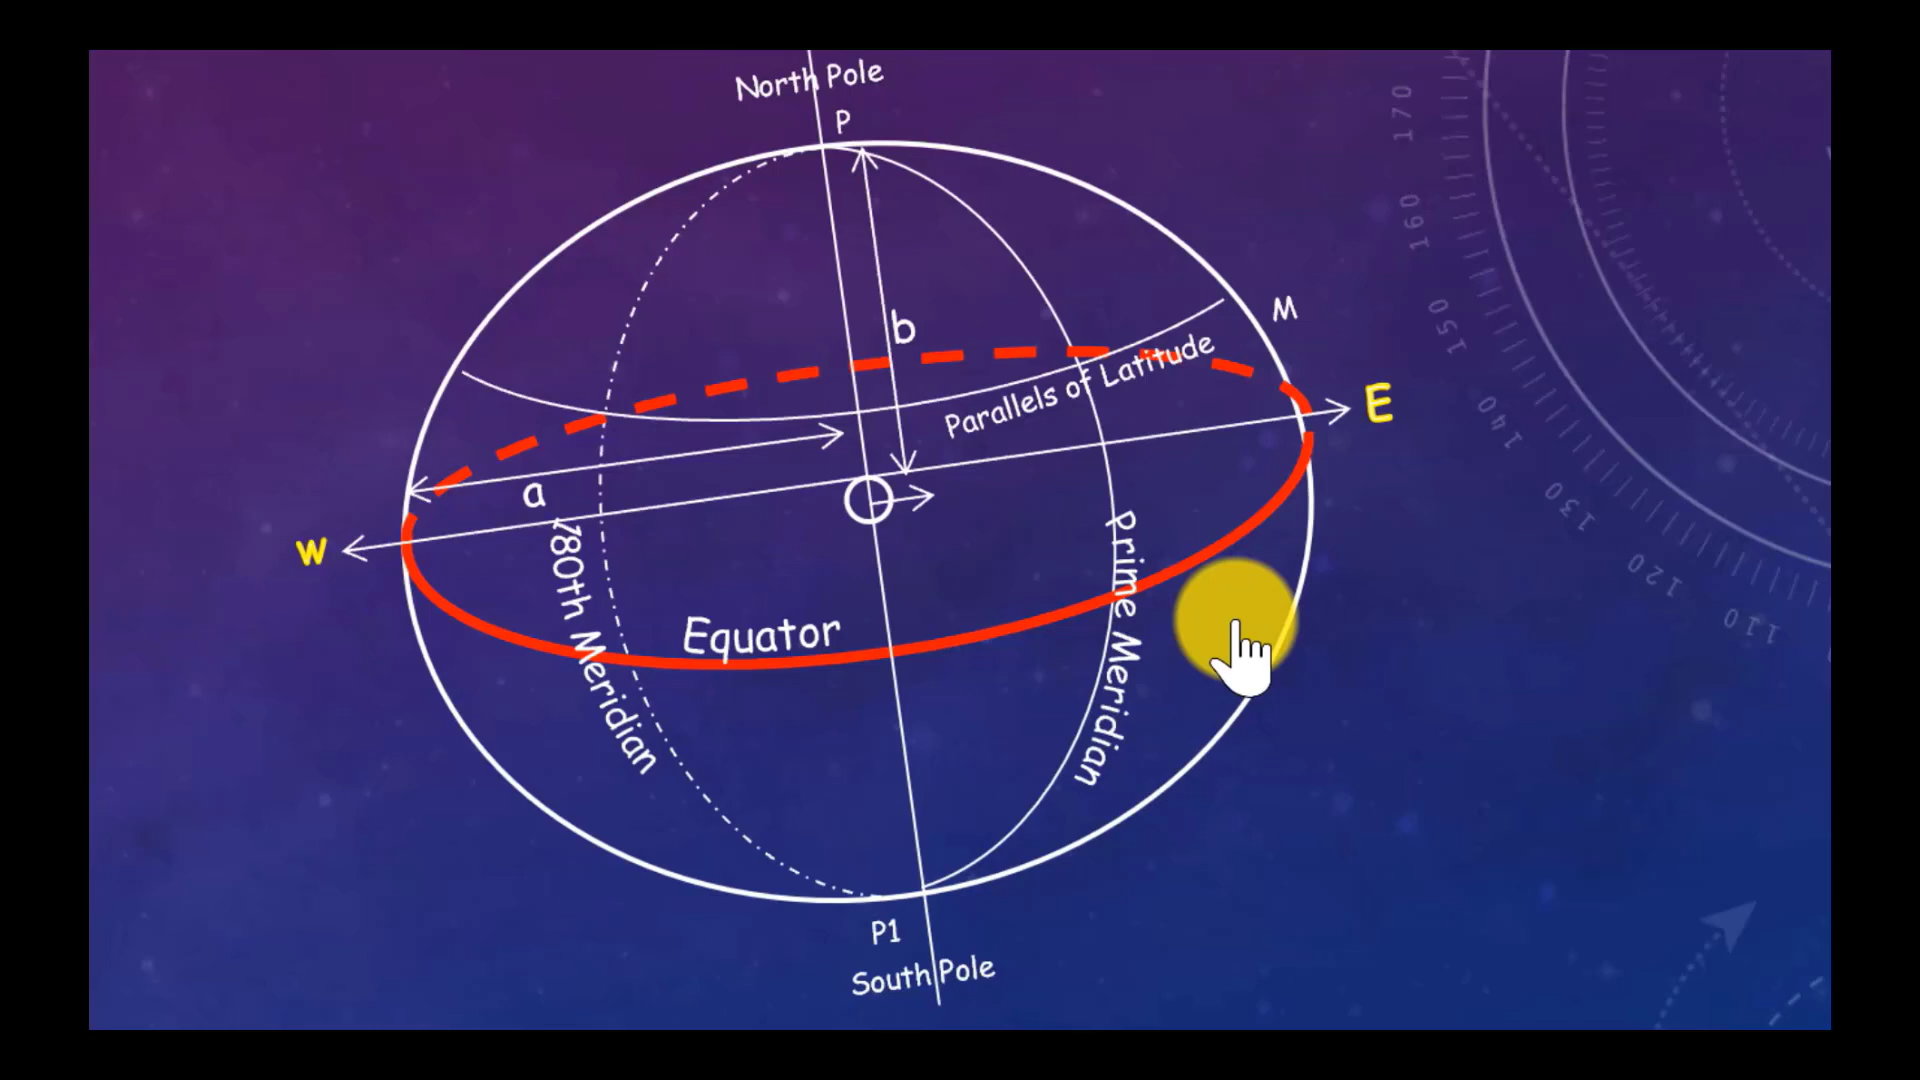 North Pole
P
170
160
W
b
150
Parallels of Latitude
E
140
a
130
W
180th Meridian
Prime Meridian
120
Equator
110
P1
South Pole